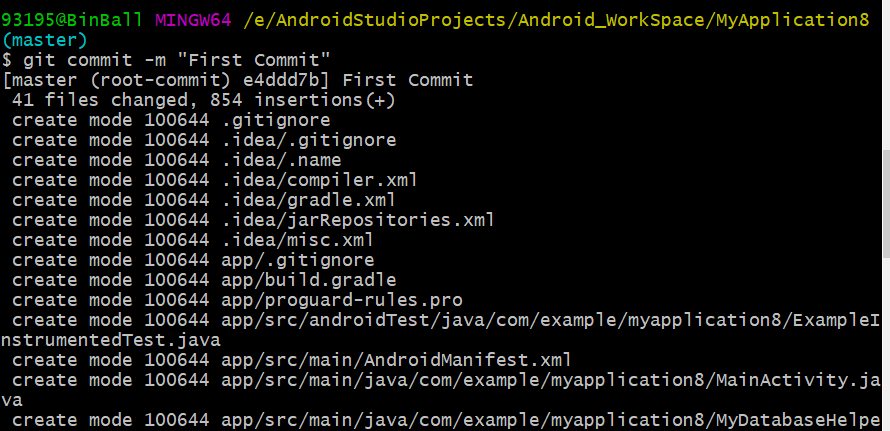 93195@BinBall MINGW64 /e/AndroidStudioProjects/Android_WorkSpace/MyApplication8
(master)
$ git commit -m "First Commit"
[master (root-commit) e4ddd7b] First Commit
 41 files changed, 854 insertions(+)
 create mode 100644 .gitignore
 create mode 100644 .idea/.gitignore
 create mode 100644 .idea/.name
 create mode 100644 .idea/compiler.xml
 create mode 100644 .idea/gradle.xml
 create mode 100644 .idea/jarRepositories.xml
 create mode 100644 .idea/misc.xml
 create mode 100644 app/.gitignore
 create mode 100644 app/build.gradle
 create mode 100644 app/proguard-rules.pro
 create mode 100644 app/src/androidTest/java/com/example/myapplication8/ExampleI
nstrumentedTest.java
 create mode 100644 app/src/main/AndroidManifest.xml
 create mode 100644 app/src/main/java/com/example/myapplication8/MainActivity.ja
va
 create mode 100644 app/src/main/java/com/example/myapplication8/MyDatabaseHelpe